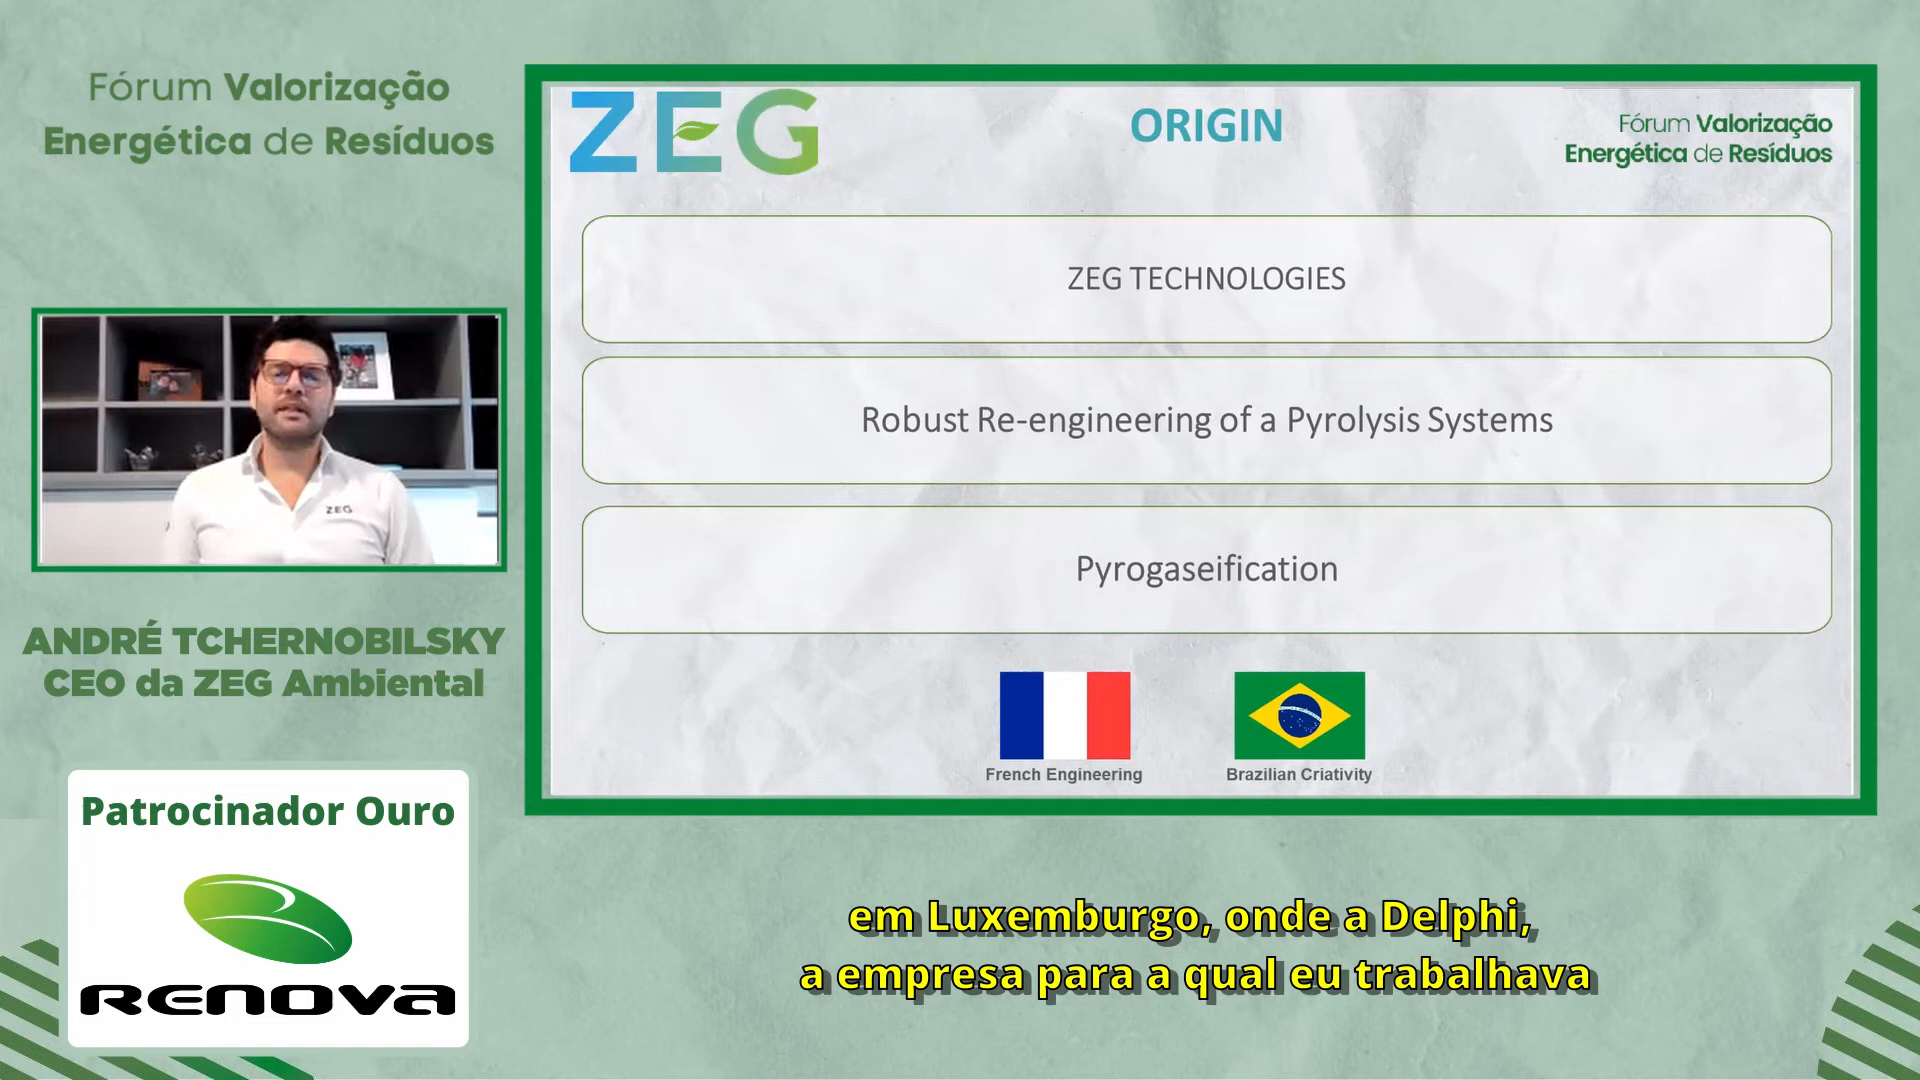 Fórum Valorização
Energética de Resíduos
ZEG
ANDRÉ TCHERNOBILSKY
CEO da ZEG Ambiental
Patrocinador Ouro
RENOVA
ZEG
ORIGIN
Fórum Valorização
Energética de Resíduos
ZEG TECHNOLOGIES
Robust Re-engineering of a Pyrolysis Systems
Pyrogaseification
French Engineering
Brazilian Criativity
em Luxemburgo, onde a Delphi,
a empresa para a qual eu trabalhava